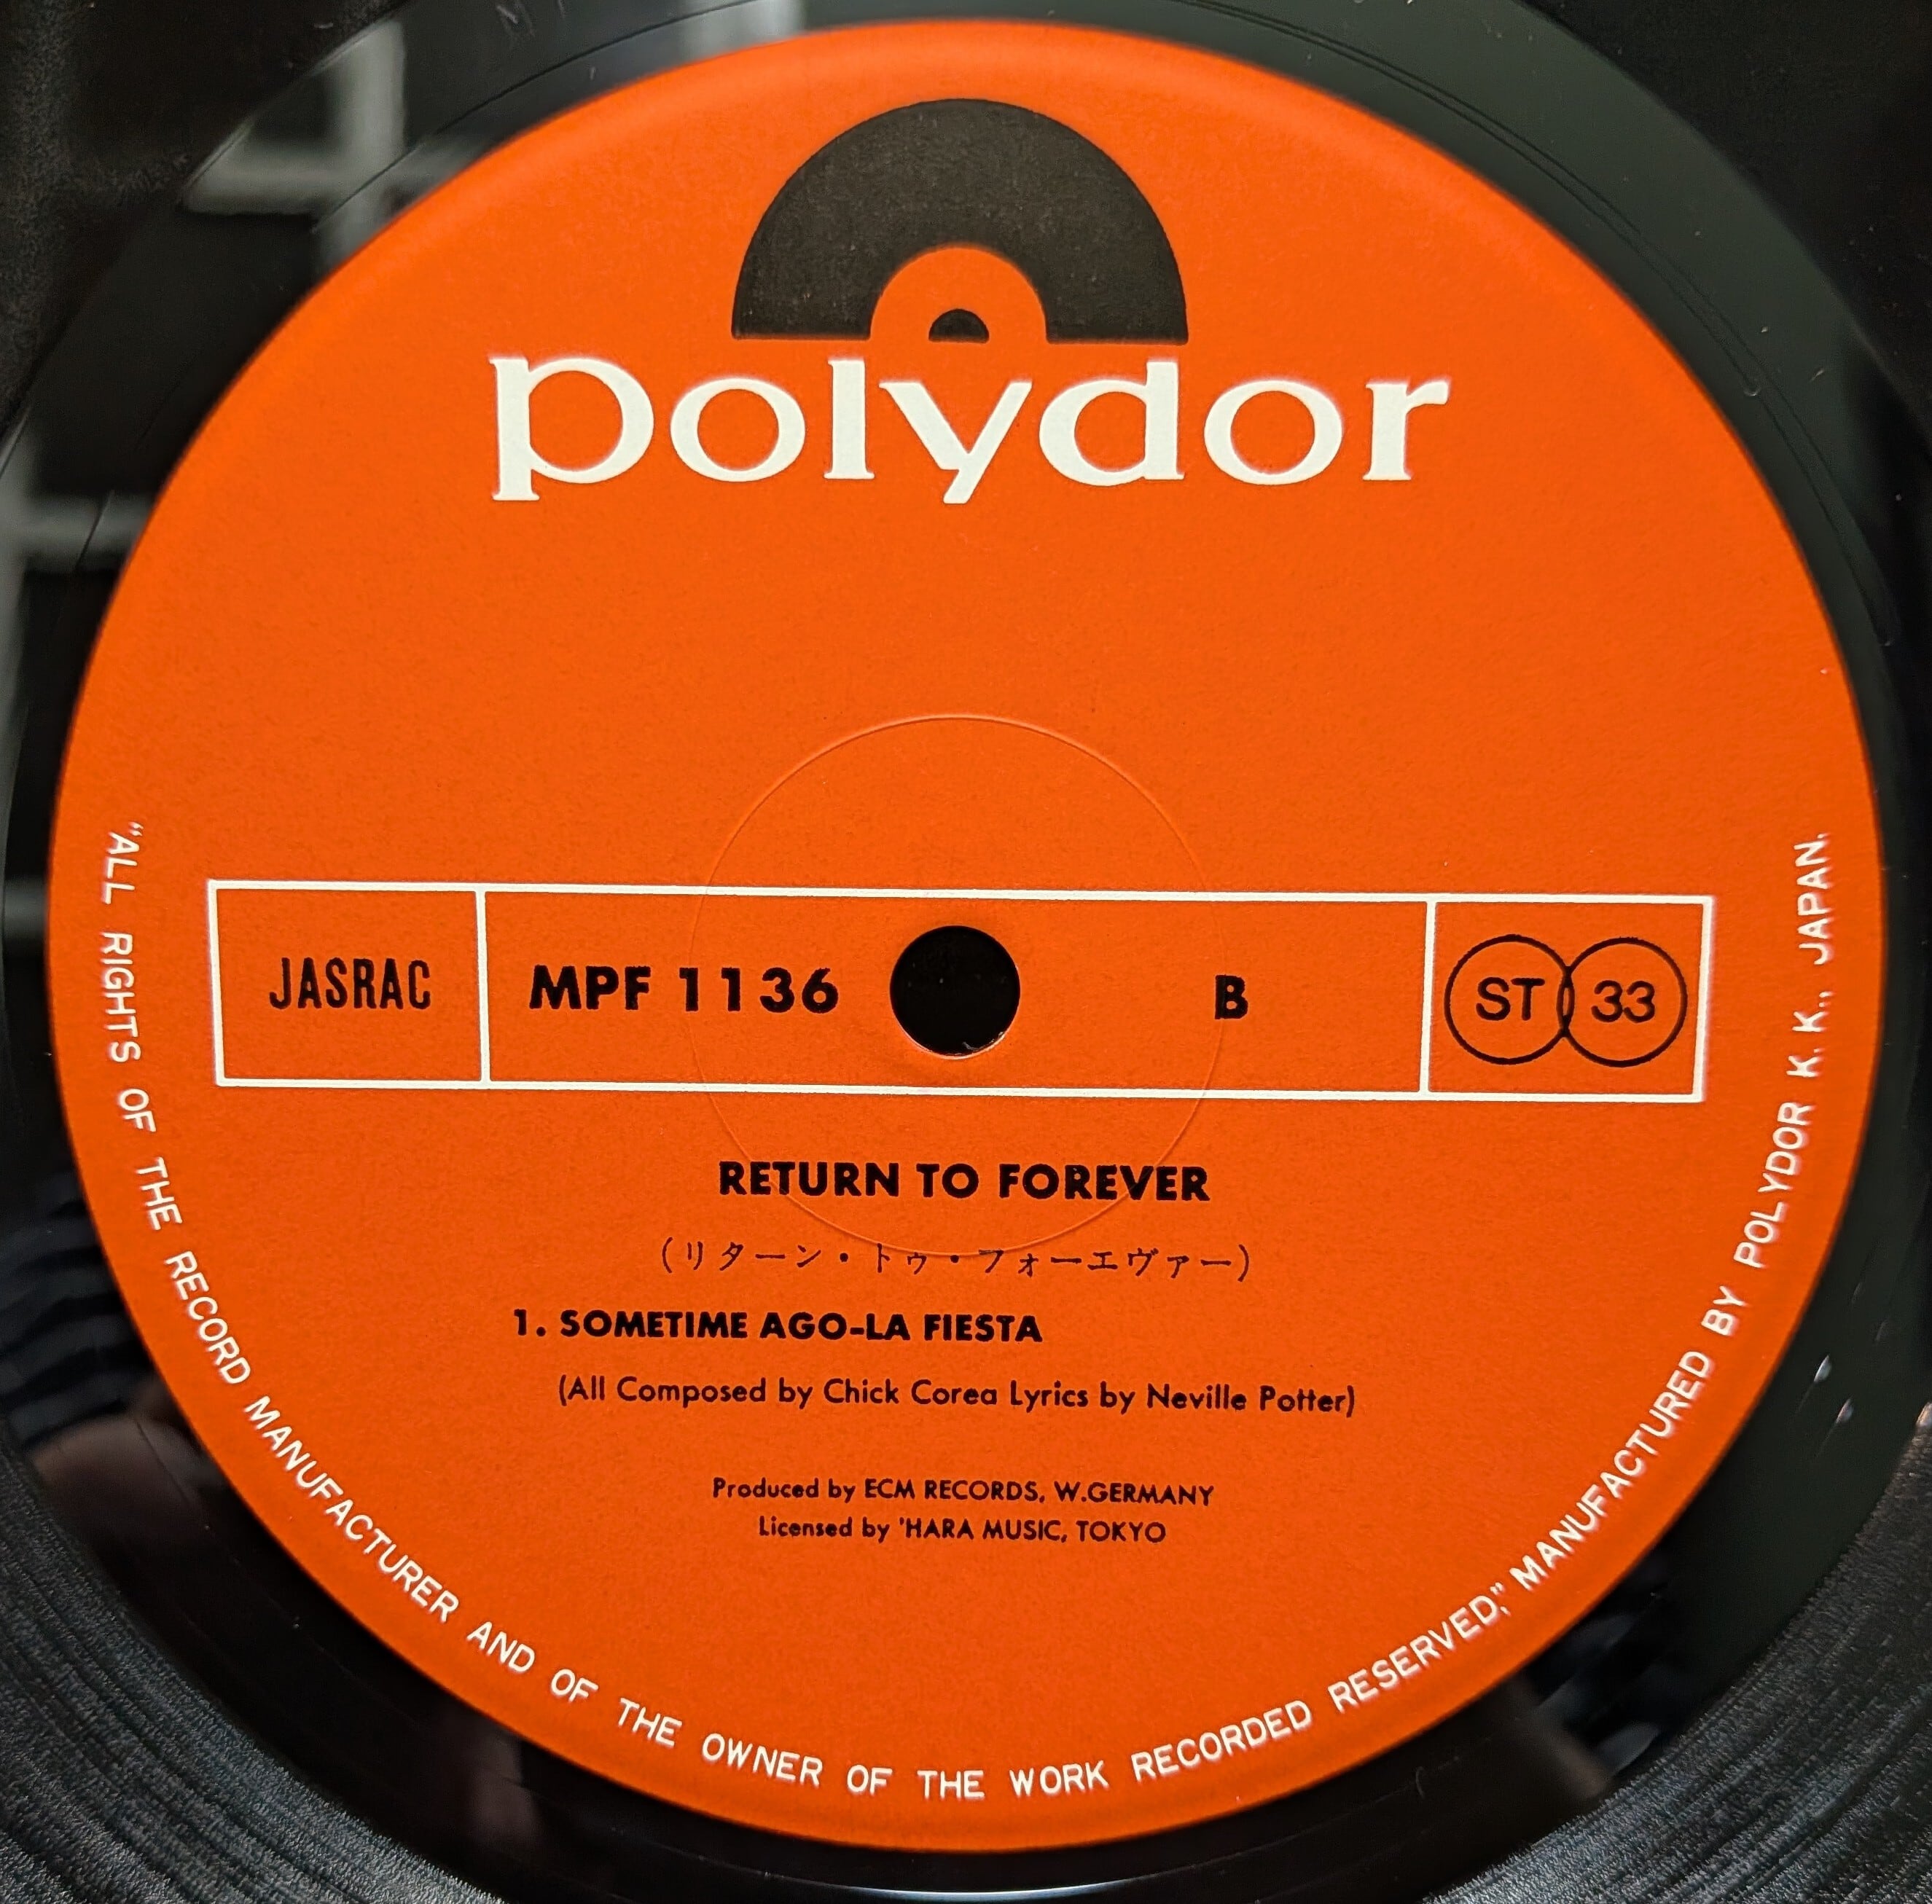 polydor
JASRAC
MPF 1136
B
ST 33
RETURN TO FOREVER
(リターン・トゥ・フォーエヴァー)
1. SOMETIME AGO-LA FIESTA
(All Composed by Chick Corea Lyrics by Neville Potter)
Produced by ECM RECORDS, W.GERMANY
Licensed by 'HARA MUSIC, TOKYO
"ALL RIGHTS OF THE RECORD MANUFACTURER AND OF THE OWNER OF THE WORK RECORDED RESERVED," MANUFACTURED BY POLYDOR K. K., JAPAN.